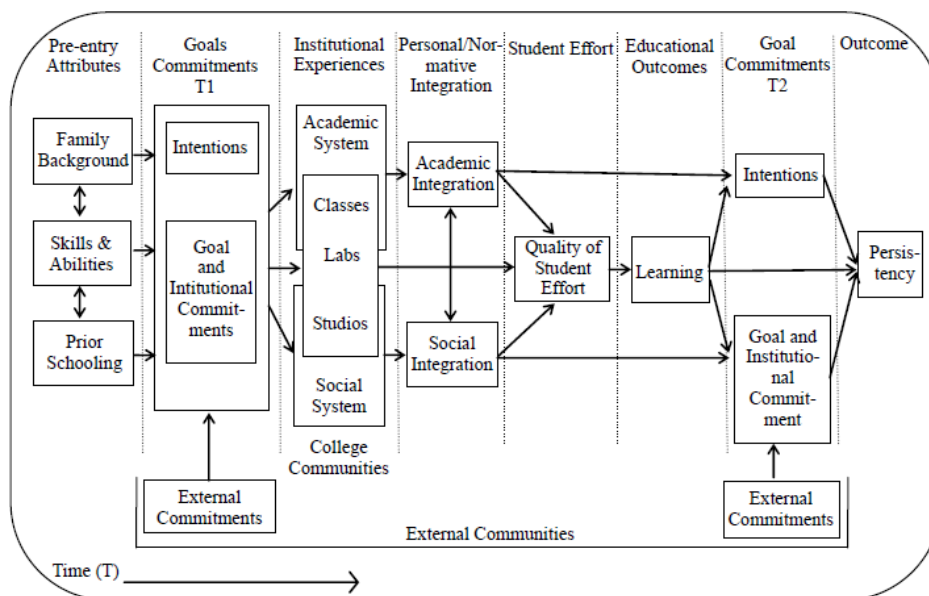 Pre-entry
Attributes
Goals
Commitments
T1
Institutional
Experiences
Personal/Nor-
mative
Integration
Student Effort
Educational
Outcomes
Goal
Commitments
T2
Outcome
Family
Background
Skills &
Abilities
Prior
Schooling
Intentions
Goal
and
Intitutional
Commit-
ments
Academic
System
Classes
Labs
Studios
Social
System
College
Communities
Academic
Integration
Social
Integration
Quality of
Student
Effort
Learning
Intentions
Goal and
Institutio-
nal
Commit-
ment
Persis-
tency
External
Commitments
External Communities
External
Commitments
Time (T)